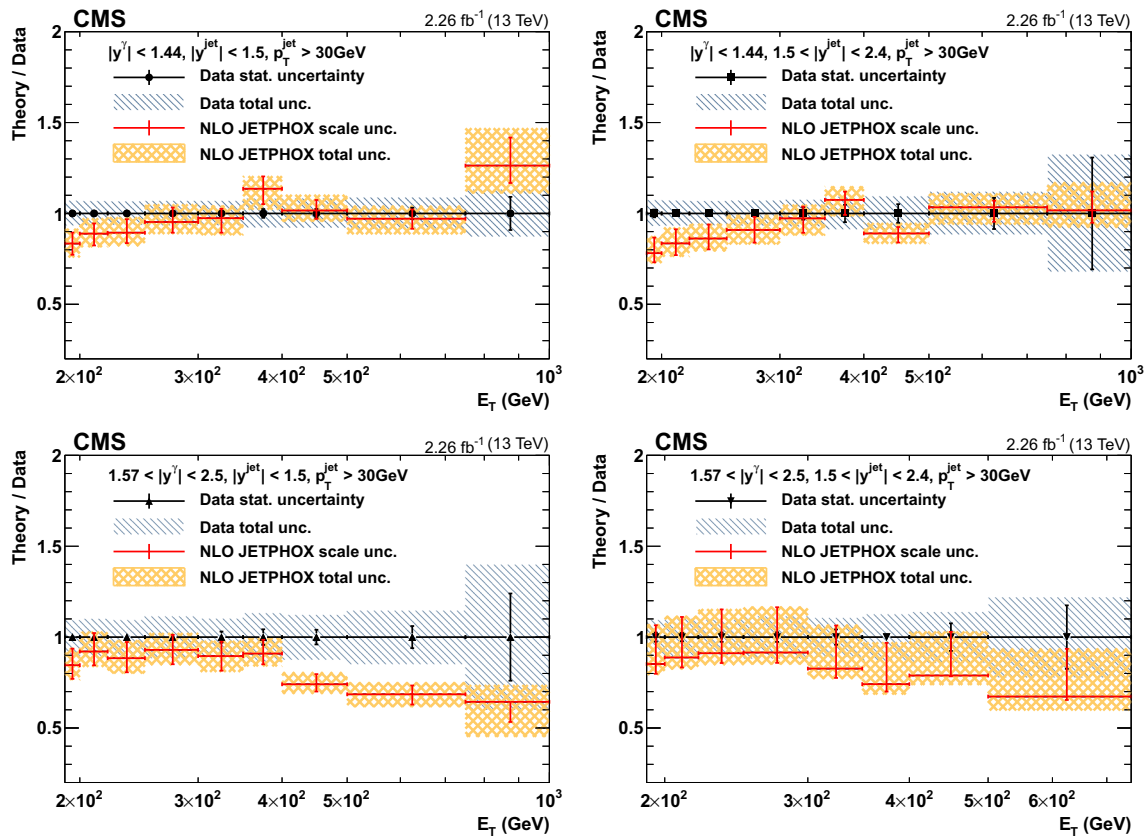 CMS 2.26 fb⁻¹ (13 TeV)
Theory / Data
2
|y^γ| < 1.44, |y^jet| < 1.5, p_T^jet > 30GeV
Data stat. uncertainty
Data total unc.
1.5
NLO JETPHOX scale unc.
NLO JETPHOX total unc.
1
0.5
2×10² 3×10² 4×10² 5×10² 10³
E_T (GeV)
CMS 2.26 fb⁻¹ (13 TeV)
Theory / Data
2
|y^γ| < 1.44, 1.5 < |y^jet| < 2.4, p_T^jet > 30GeV
Data stat. uncertainty
Data total unc.
1.5
NLO JETPHOX scale unc.
NLO JETPHOX total unc.
1
0.5
2×10² 3×10² 4×10² 5×10² 10³
E_T (GeV)
CMS 2.26 fb⁻¹ (13 TeV)
Theory / Data
2
1.57 < |y^γ| < 2.5, |y^jet| < 1.5, p_T^jet > 30GeV
Data stat. uncertainty
Data total unc.
1.5
NLO JETPHOX scale unc.
NLO JETPHOX total unc.
1
0.5
2×10² 3×10² 4×10² 5×10² 10³
E_T (GeV)
CMS 2.26 fb⁻¹ (13 TeV)
Theory / Data
2
1.57 < |y^γ| < 2.5, 1.5 < |y^jet| < 2.4, p_T^jet > 30GeV
Data stat. uncertainty
Data total unc.
1.5
NLO JETPHOX scale unc.
NLO JETPHOX total unc.
1
0.5
2×10² 3×10² 4×10² 5×10² 6×10²
E_T (GeV)